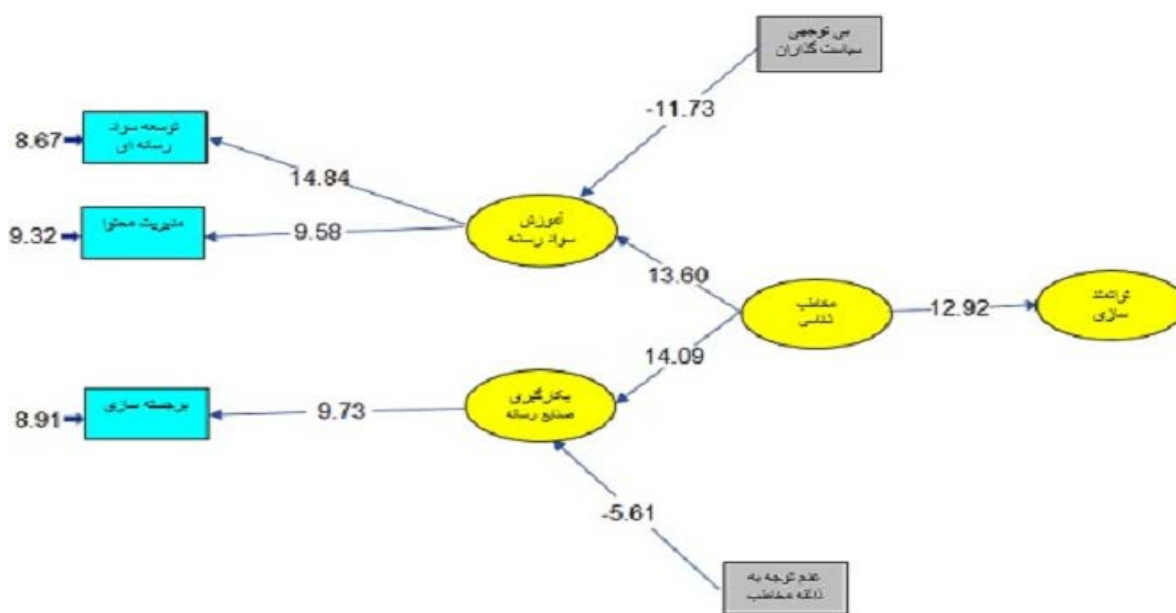 بی توجهی
سیاست گذاران
-11.73
توسعه سواد
رسانه ای
8.67
14.84
آموزش
سواد رسانه
مدیریت محتوا
9.32
9.58
13.60
مخاطب
شناسی
12.92
توانمند
سازی
14.09
بکارگیری
صنایع رسانه
برجسته سازی
8.91
9.73
-5.61
عدم توجه به
ذائقه مخاطب